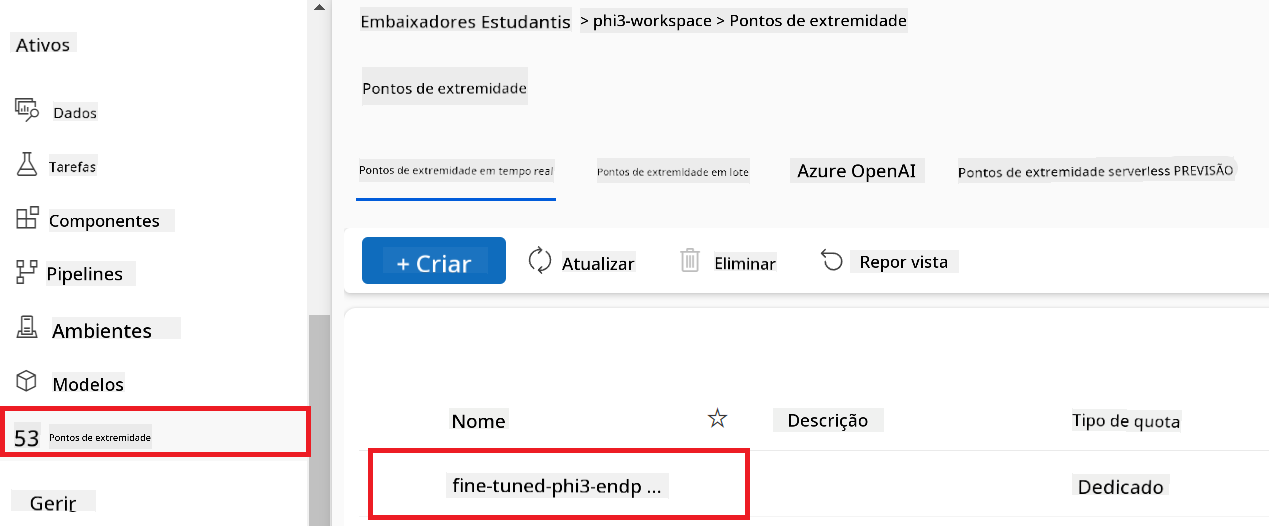 Ativos
Dados
Tarefas
Componentes
Pipelines
Ambientes
Modelos
53 Pontos de extremidade
Gerir
Embaixadores Estudantis > phi3-workspace > Pontos de extremidade
Pontos de extremidade
Pontos de extremidade em tempo real Pontos de extremidade em lote Azure OpenAI Pontos de extremidade serverless PREVISÃO
+ Criar Atualizar Eliminar Repor vista
Nome Descrição Tipo de quota
fine-tuned-phi3-endp ... Dedicado